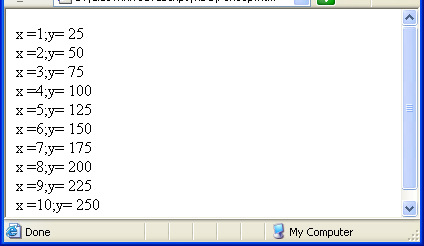 x =1;y= 25
x =2;y= 50
x =3;y= 75
x =4;y= 100
x =5;y= 125
x =6;y= 150
x =7;y= 175
x =8;y= 200
x =9;y= 225
x =10;y= 250
Done My Computer